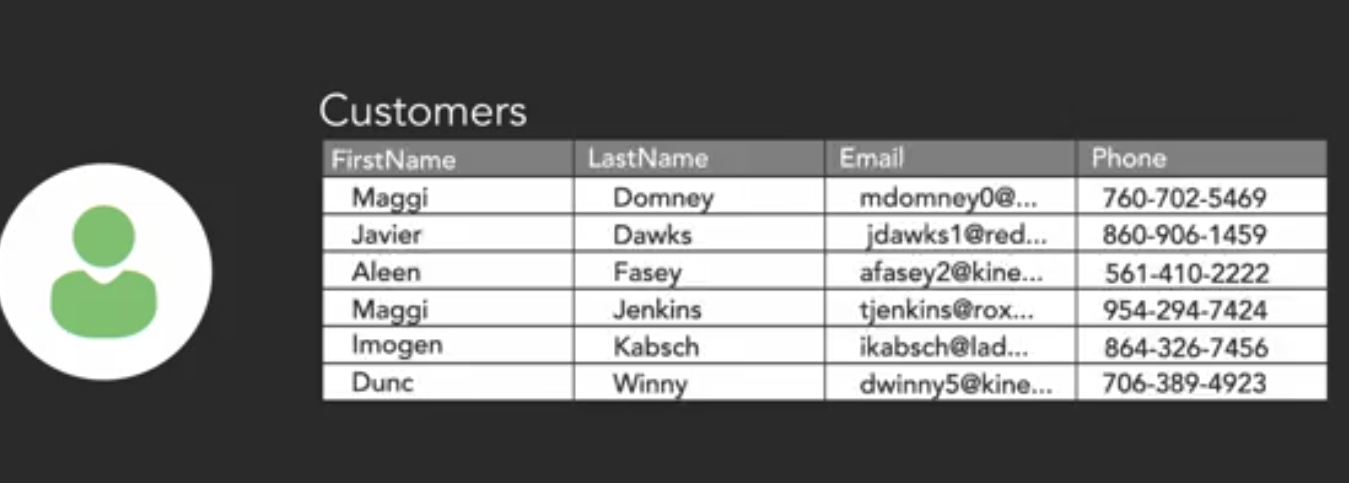 Customers
FirstName LastName Email Phone
Maggi Domney mdomney0@... 760-702-5469
Javier Dawks jdawks1@red... 860-906-1459
Aleen Fasey afasey2@kine... 561-410-2222
Maggi Jenkins tjenkins@rox... 954-294-7424
Imogen Kabsch ikabsch@lad... 864-326-7456
Dunc Winny dwinny5@kine... 706-389-4923